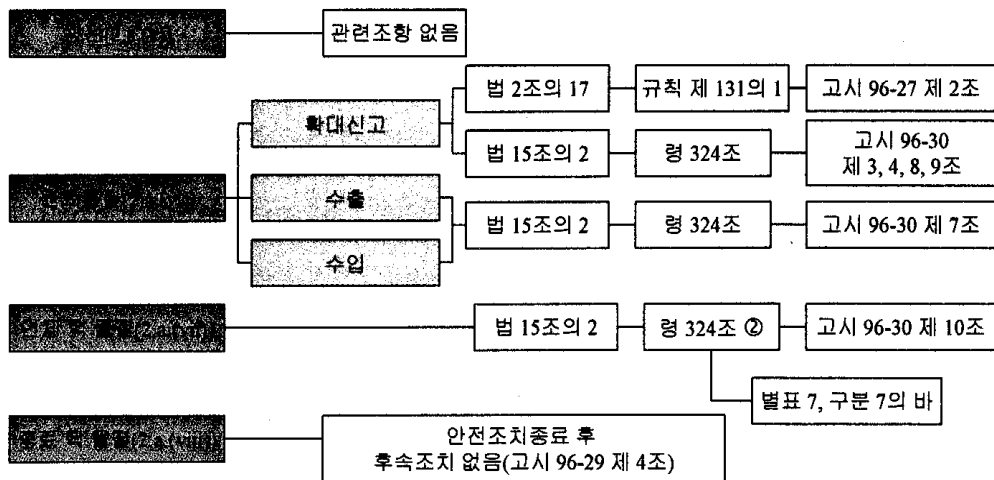 관련조항 없음
법 2조의 17
규칙 제 131의 1
고시 96-27 제 2조
확대신고
법 15조의 2
령 324조
고시 96-30
제 3, 4, 8, 9조
수출
법 15조의 2
령 324조
고시 96-30 제 7조
수입
법 15조의 2
령 324조 ②
고시 96-30 제 10조
별표 7, 구분 7의 바
안전조치종료 후
후속조치 없음(고시 96-29 제 4조)